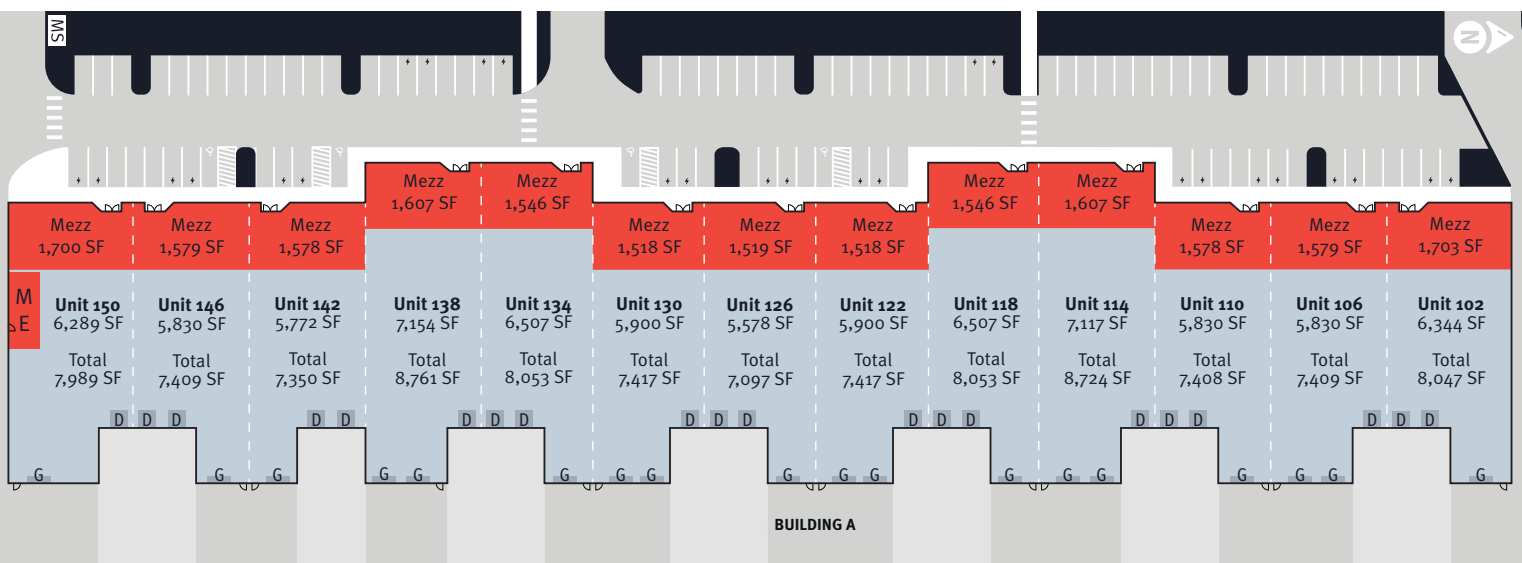 MS
N
Mezz
1,700 SF
Mezz
1,579 SF
Mezz
1,578 SF
Mezz
1,607 SF
Mezz
1,546 SF
Mezz
1,518 SF
Mezz
1,519 SF
Mezz
1,518 SF
Mezz
1,546 SF
Mezz
1,607 SF
Mezz
1,578 SF
Mezz
1,579 SF
Mezz
1,703 SF
M
E
Unit 150
6,289 SF
Total
7,989 SF
Unit 146
5,830 SF
Total
7,409 SF
Unit 142
5,772 SF
Total
7,350 SF
Unit 138
7,154 SF
Total
8,761 SF
Unit 134
6,507 SF
Total
8,053 SF
Unit 130
5,900 SF
Total
7,417 SF
Unit 126
5,578 SF
Total
7,097 SF
Unit 122
5,900 SF
Total
7,417 SF
Unit 118
6,507 SF
Total
8,053 SF
Unit 114
7,117 SF
Total
8,724 SF
Unit 110
5,830 SF
Total
7,408 SF
Unit 106
5,830 SF
Total
7,409 SF
Unit 102
6,344 SF
Total
8,047 SF
D D D D D D D D D D D D D D D D D D D D
G G G G G G G G G G G G G G G G G G
BUILDING A